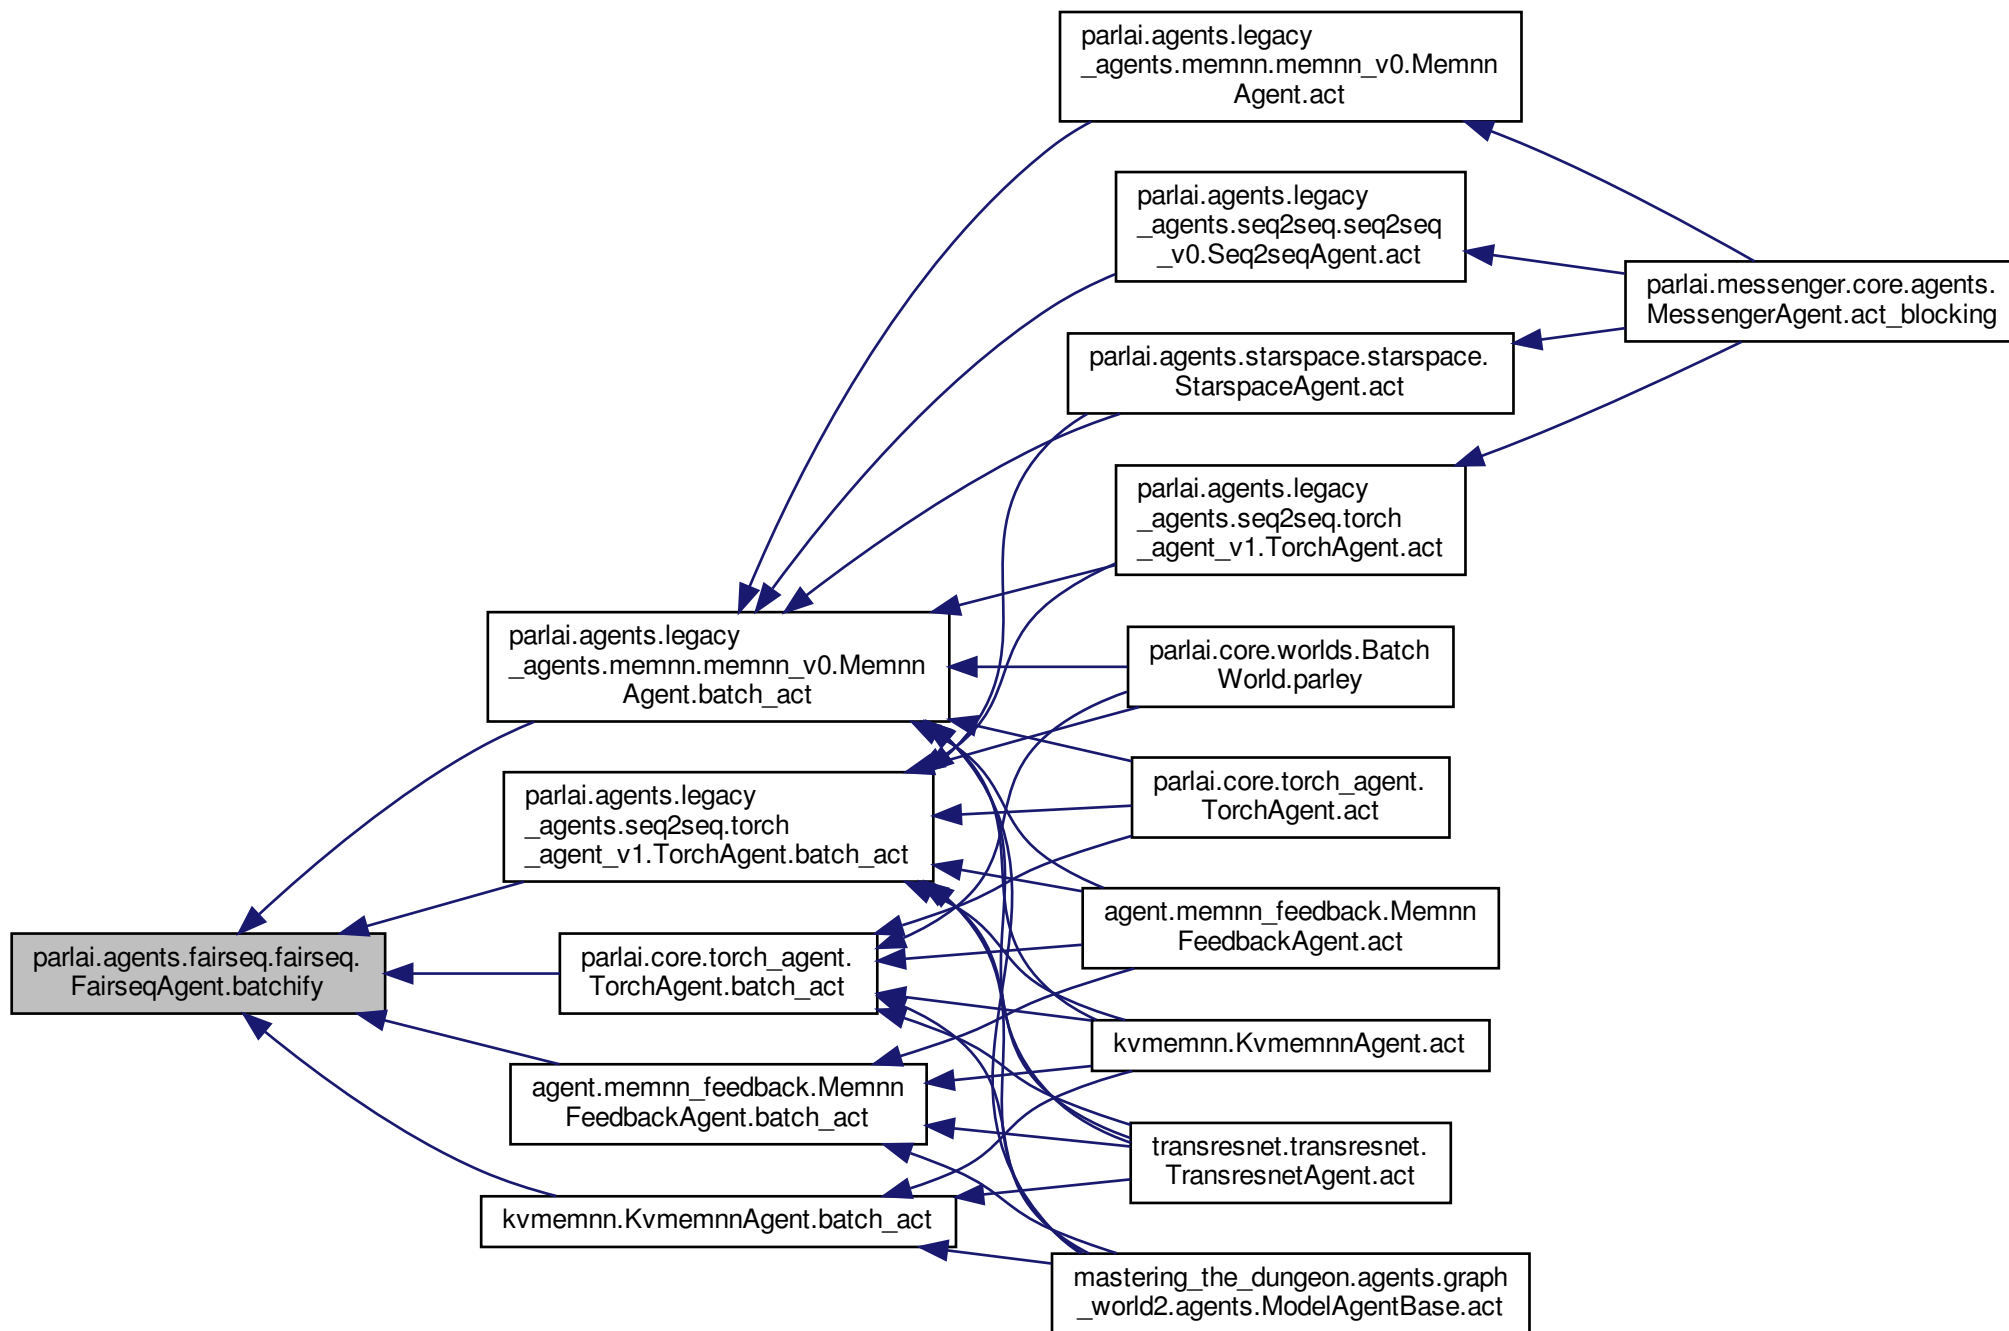 parlai.agents.legacy
_agents.memnn.memnn_v0.Memnn
Agent.act
parlai.agents.legacy
_agents.seq2seq.seq2seq
_v0.Seq2seqAgent.act
parlai.messenger.core.agents.
MessengerAgent.act_blocking
parlai.agents.starspace.starspace.
StarspaceAgent.act
parlai.agents.legacy
_agents.seq2seq.torch
_agent_v1.TorchAgent.act
parlai.agents.legacy
_agents.memnn.memnn_v0.Memnn
Agent.batch_act
parlai.core.worlds.Batch
World.parley
parlai.agents.legacy
_agents.seq2seq.torch
_agent_v1.TorchAgent.batch_act
parlai.core.torch_agent.
TorchAgent.act
agent.memnn_feedback.Memnn
FeedbackAgent.act
parlai.agents.fairseq.fairseq.
FairseqAgent.batchify
parlai.core.torch_agent.
TorchAgent.batch_act
kvmemnn.KvmemnnAgent.act
agent.memnn_feedback.Memnn
FeedbackAgent.batch_act
transresnet.transresnet.
TransresnetAgent.act
kvmemnn.KvmemnnAgent.batch_act
mastering_the_dungeon.agents.graph
_world2.agents.ModelAgentBase.act